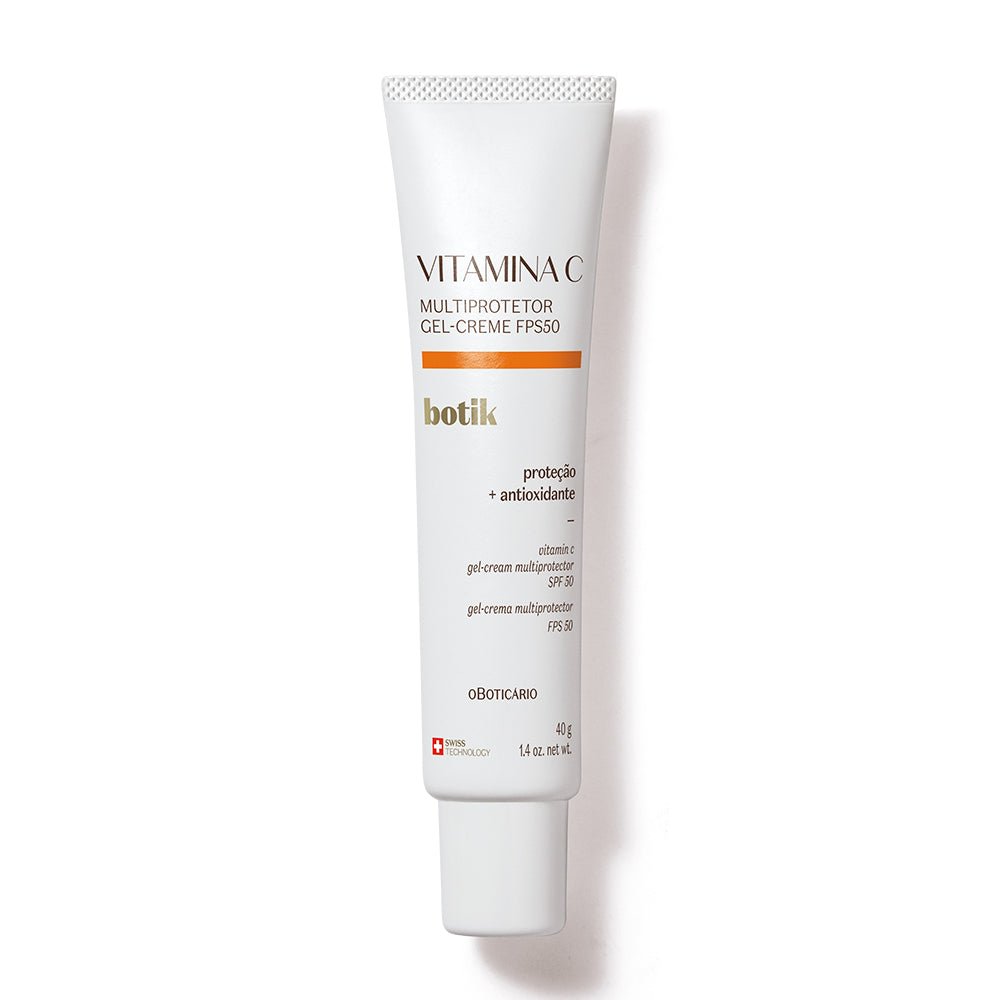 VITAMINA C
MULTIPROTETOR
GEL-CREME FPS50
botik
proteção
+ antioxidante
–
vitamin c
gel-cream multiprotector
SPF 50
gel-crema multiprotector
FPS 50
oBOTICÁRIO
40 g
1.4 oz. net wt.
SWISS
TECHNOLOGY